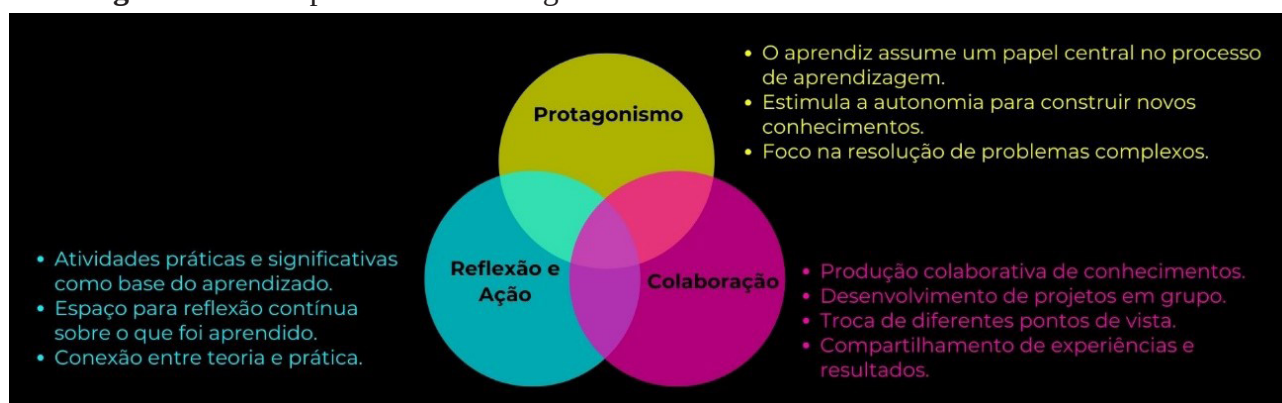 Protagonismo
• O aprendiz assume um papel central no processo
de aprendizagem.
• Estimula a autonomia para construir novos
conhecimentos.
• Foco na resolução de problemas complexos.
Reflexão e
Ação
• Atividades práticas e significativas
como base do aprendizado.
• Espaço para reflexão contínua
sobre o que foi aprendido.
• Conexão entre teoria e prática.
Colaboração
• Produção colaborativa de conhecimentos.
• Desenvolvimento de projetos em grupo.
• Troca de diferentes pontos de vista.
• Compartilhamento de experiências e
resultados.